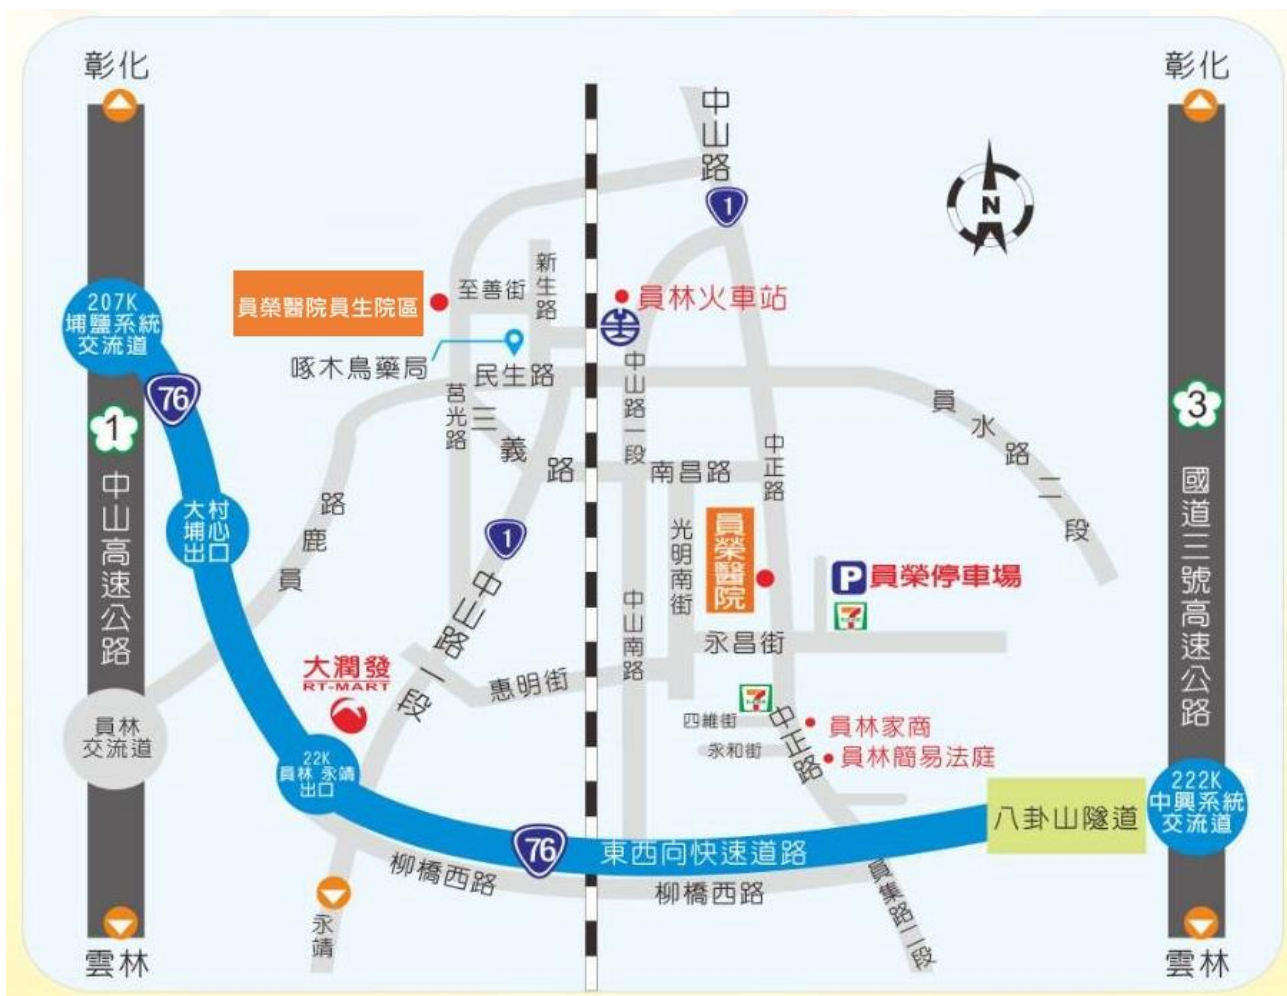 彰化
彰化
中山路
1
N
207K
埔鹽系統
交流道
員榮醫院員生院區
至善街
新生路
員林火車站
啄木鳥藥局
民生路
中山路一段
76
1
中山高速公路
莒光路
三義路
南昌路
中正路
員水路二段
3
國道三號高速公路
員鹿路
大村
埔心
出口
1
中山路一段
光明南街
員榮醫院
P
員榮停車場
7
中山南路
永昌街
大潤發
RT-MART
惠明街
員林
交流道
7
四維街
永和街
中正路
員林家商
員林簡易法庭
22K
員林 永靖
出口
76
東西向快速道路
八卦山隧道
222K
中興系統
交流道
柳橋西路
柳橋西路
員集路二段
永靖
雲林
雲林